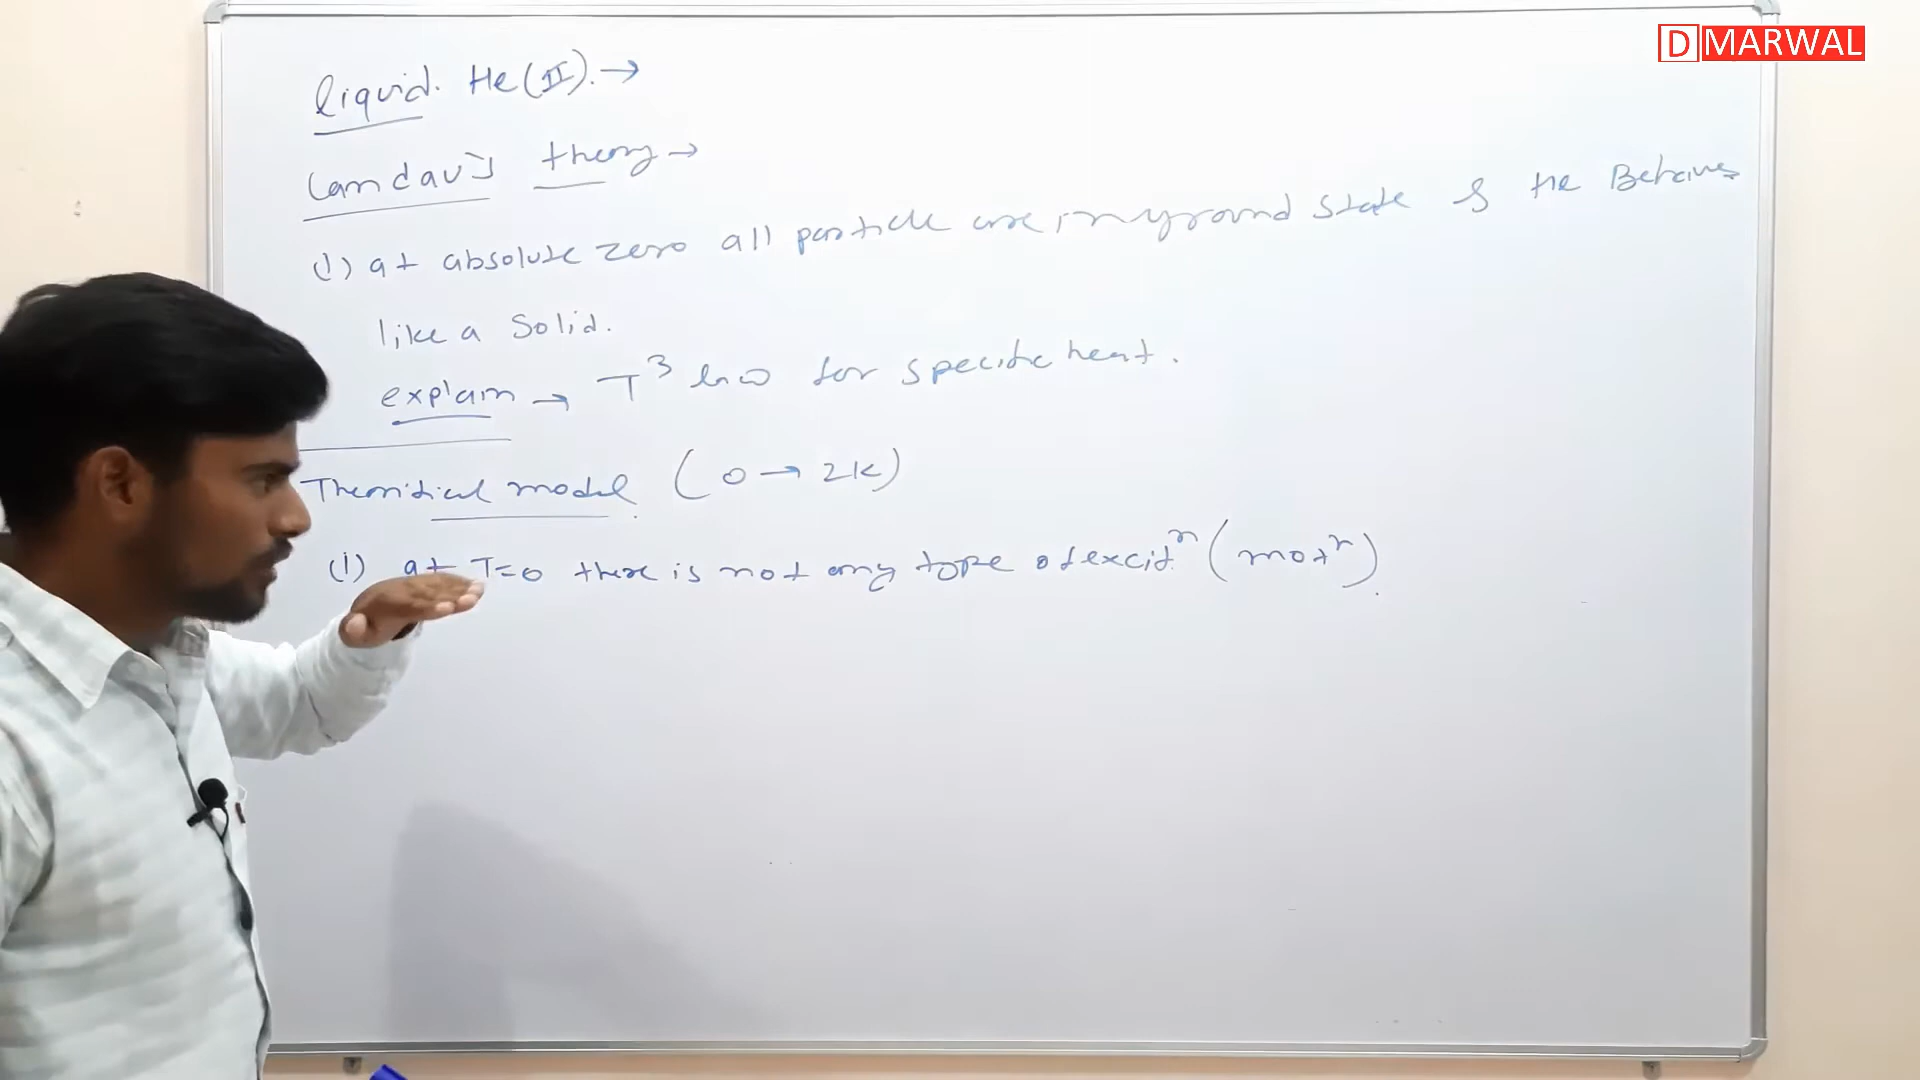 D MARWAL
liquid. He(II). →
Landau's theory →
(1) at absolute zero all particle are in ground state & He Behaves
like a Solid.
explain → T³ law for specific heat.
Theoritical model (0 → 2K)
(1) at T=0 there is not any type of excitⁿ (motⁿ).